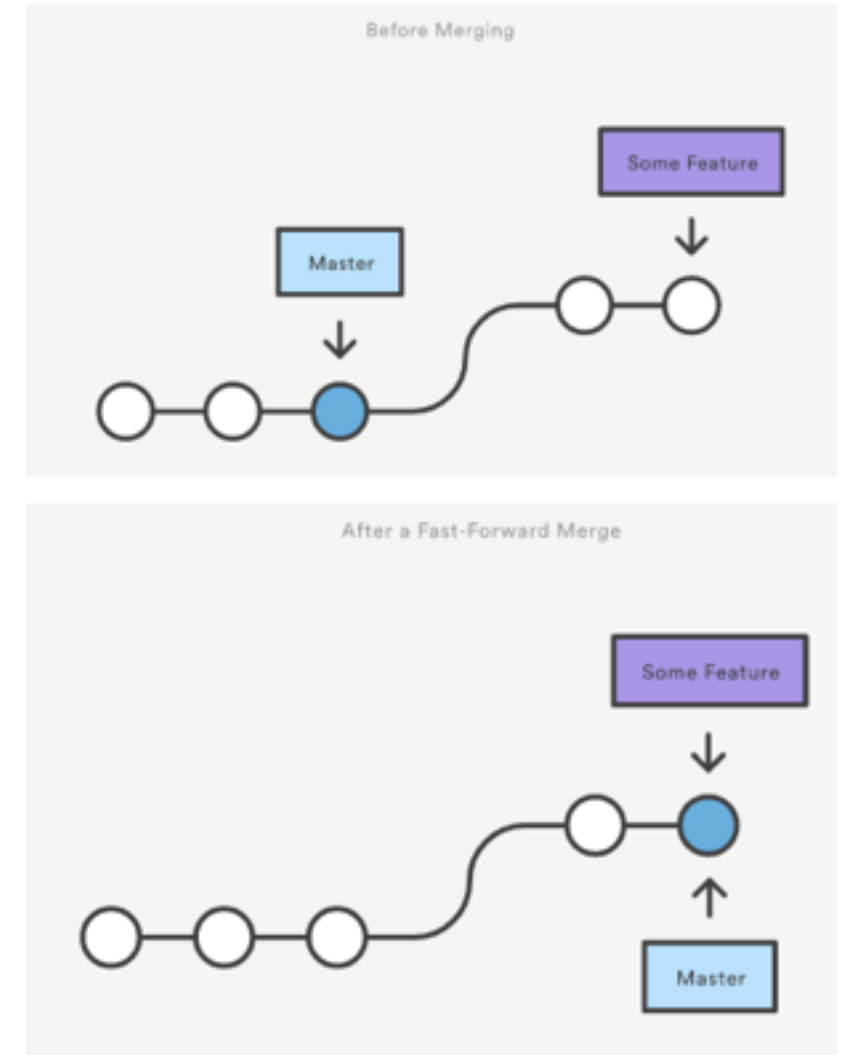 Before Merging
Some Feature
Master
After a Fast-Forward Merge
Some Feature
Master